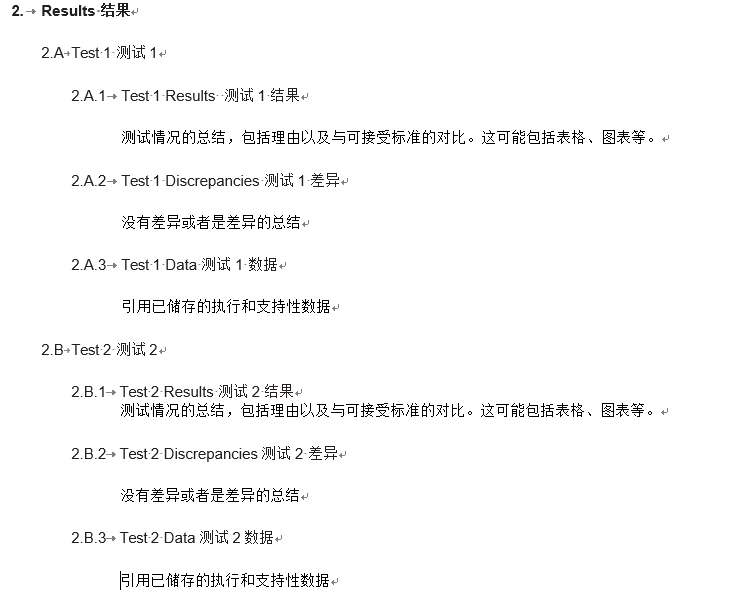 2. Results 结果
2.A Test 1 测试 1
2.A.1 Test 1 Results 测试 1 结果
测试情况的总结，包括理由以及与可接受标准的对比。这可能包括表格、图表等。
2.A.2 Test 1 Discrepancies 测试 1 差异
没有差异或者是差异的总结
2.A.3 Test 1 Data 测试 1 数据
引用已储存的执行和支持性数据
2.B Test 2 测试 2
2.B.1 Test 2 Results 测试 2 结果
测试情况的总结，包括理由以及与可接受标准的对比。这可能包括表格、图表等。
2.B.2 Test 2 Discrepancies 测试 2 差异
没有差异或者是差异的总结
2.B.3 Test 2 Data 测试 2 数据
引用已储存的执行和支持性数据